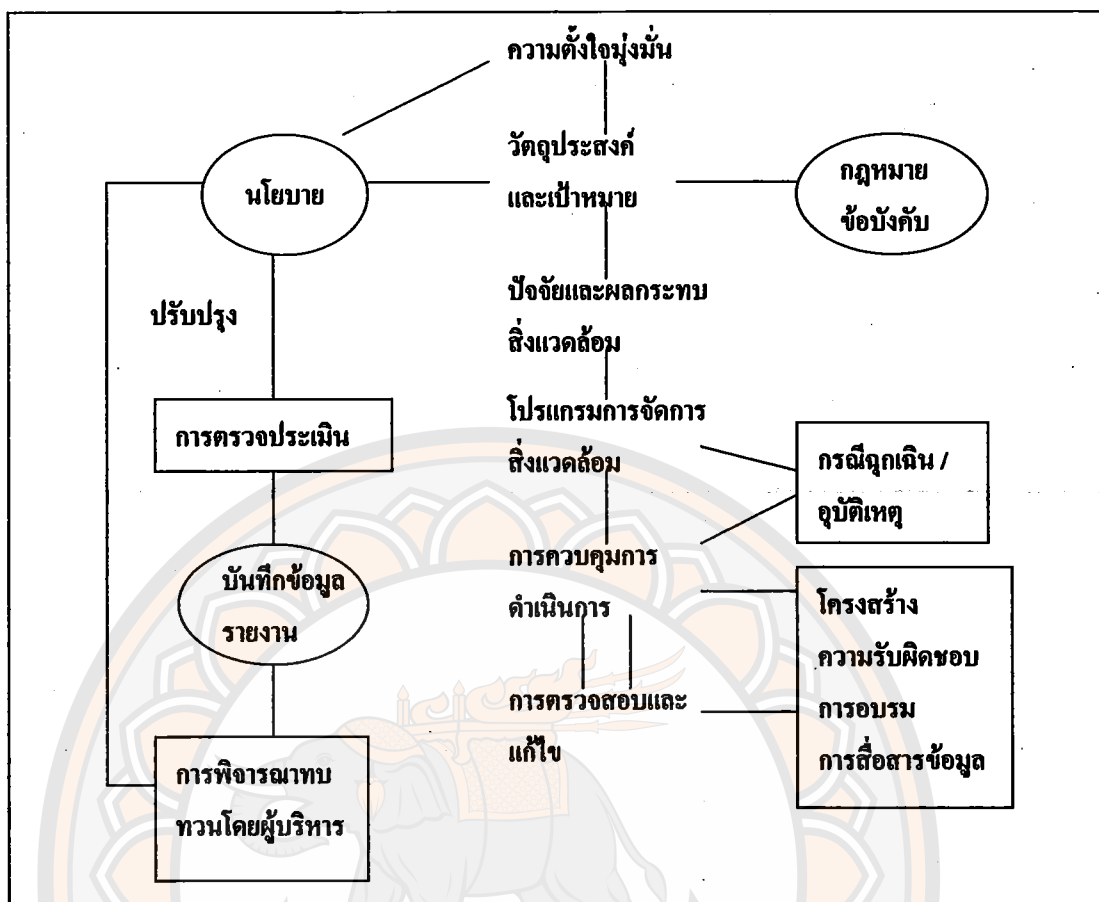 ความตั้งใจมุ่งมั่น
วัตถุประสงค์
และเป้าหมาย
นโยบาย
กฎหมาย
ข้อบังคับ
ปัจจัยและผลกระทบ
สิ่งแวดล้อม
ปรับปรุง
โปรแกรมการจัดการ
สิ่งแวดล้อม
การตรวจประเมิน
กรณีฉุกเฉิน /
อุบัติเหตุ
การควบคุมการ
ดำเนินการ
บันทึกข้อมูล
รายงาน
โครงสร้าง
ความรับผิดชอบ
การอบรม
การสื่อสารข้อมูล
การตรวจสอบและ
แก้ไข
การพิจารณาทบ
ทวนโดยผู้บริหาร